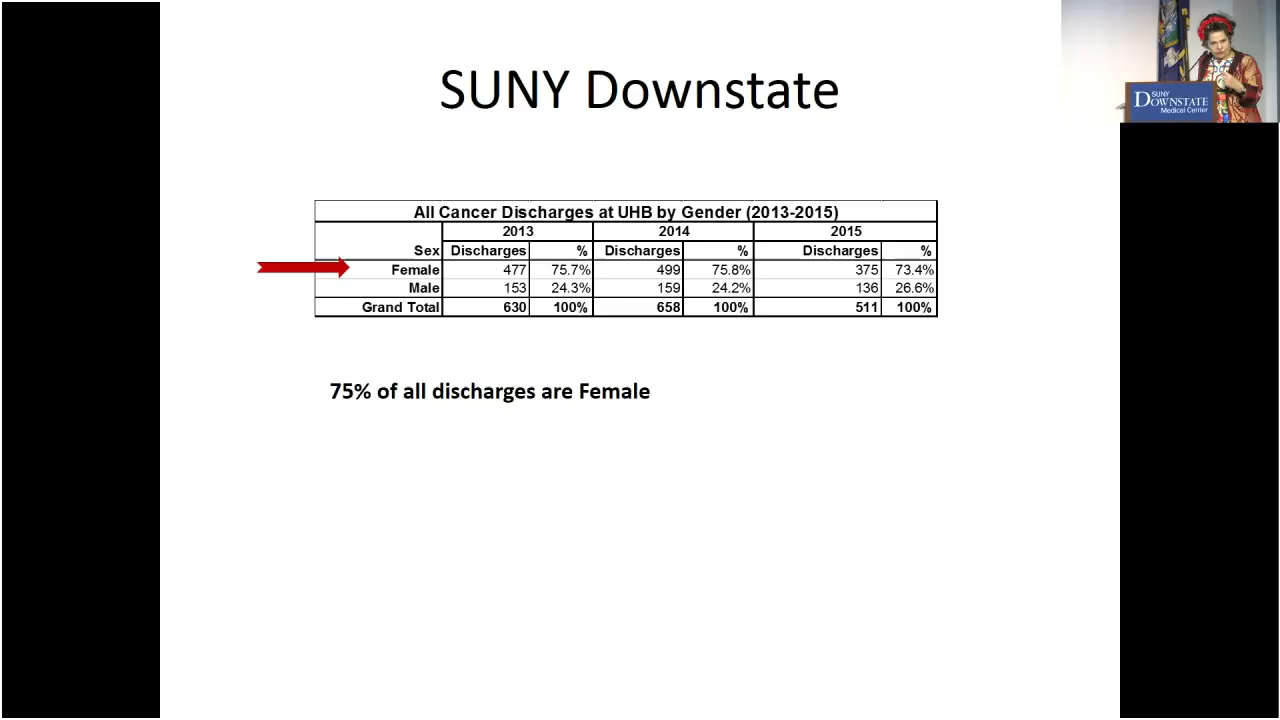 SUNY Downstate
SUNY
DOWNSTATE
Medical Center
All Cancer Discharges at UHB by Gender (2013-2015)
2013 2014 2015
Sex Discharges % Discharges % Discharges %
Female 477 75.7% 499 75.8% 375 73.4%
Male 153 24.3% 159 24.2% 136 26.6%
Grand Total 630 100% 658 100% 511 100%
75% of all discharges are Female